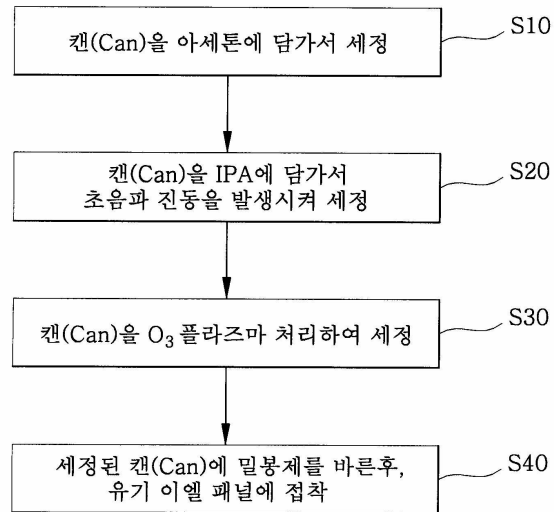 캔(Can)을 아세톤에 담가서 세정
S10
캔(Can)을 IPA에 담가서
초음파 진동을 발생시켜 세정
S20
캔(Can)을 O₃ 플라즈마 처리하여 세정
S30
세정된 캔(Can)에 밀봉제를 바른후,
유기 이엘 패널에 접착
S40